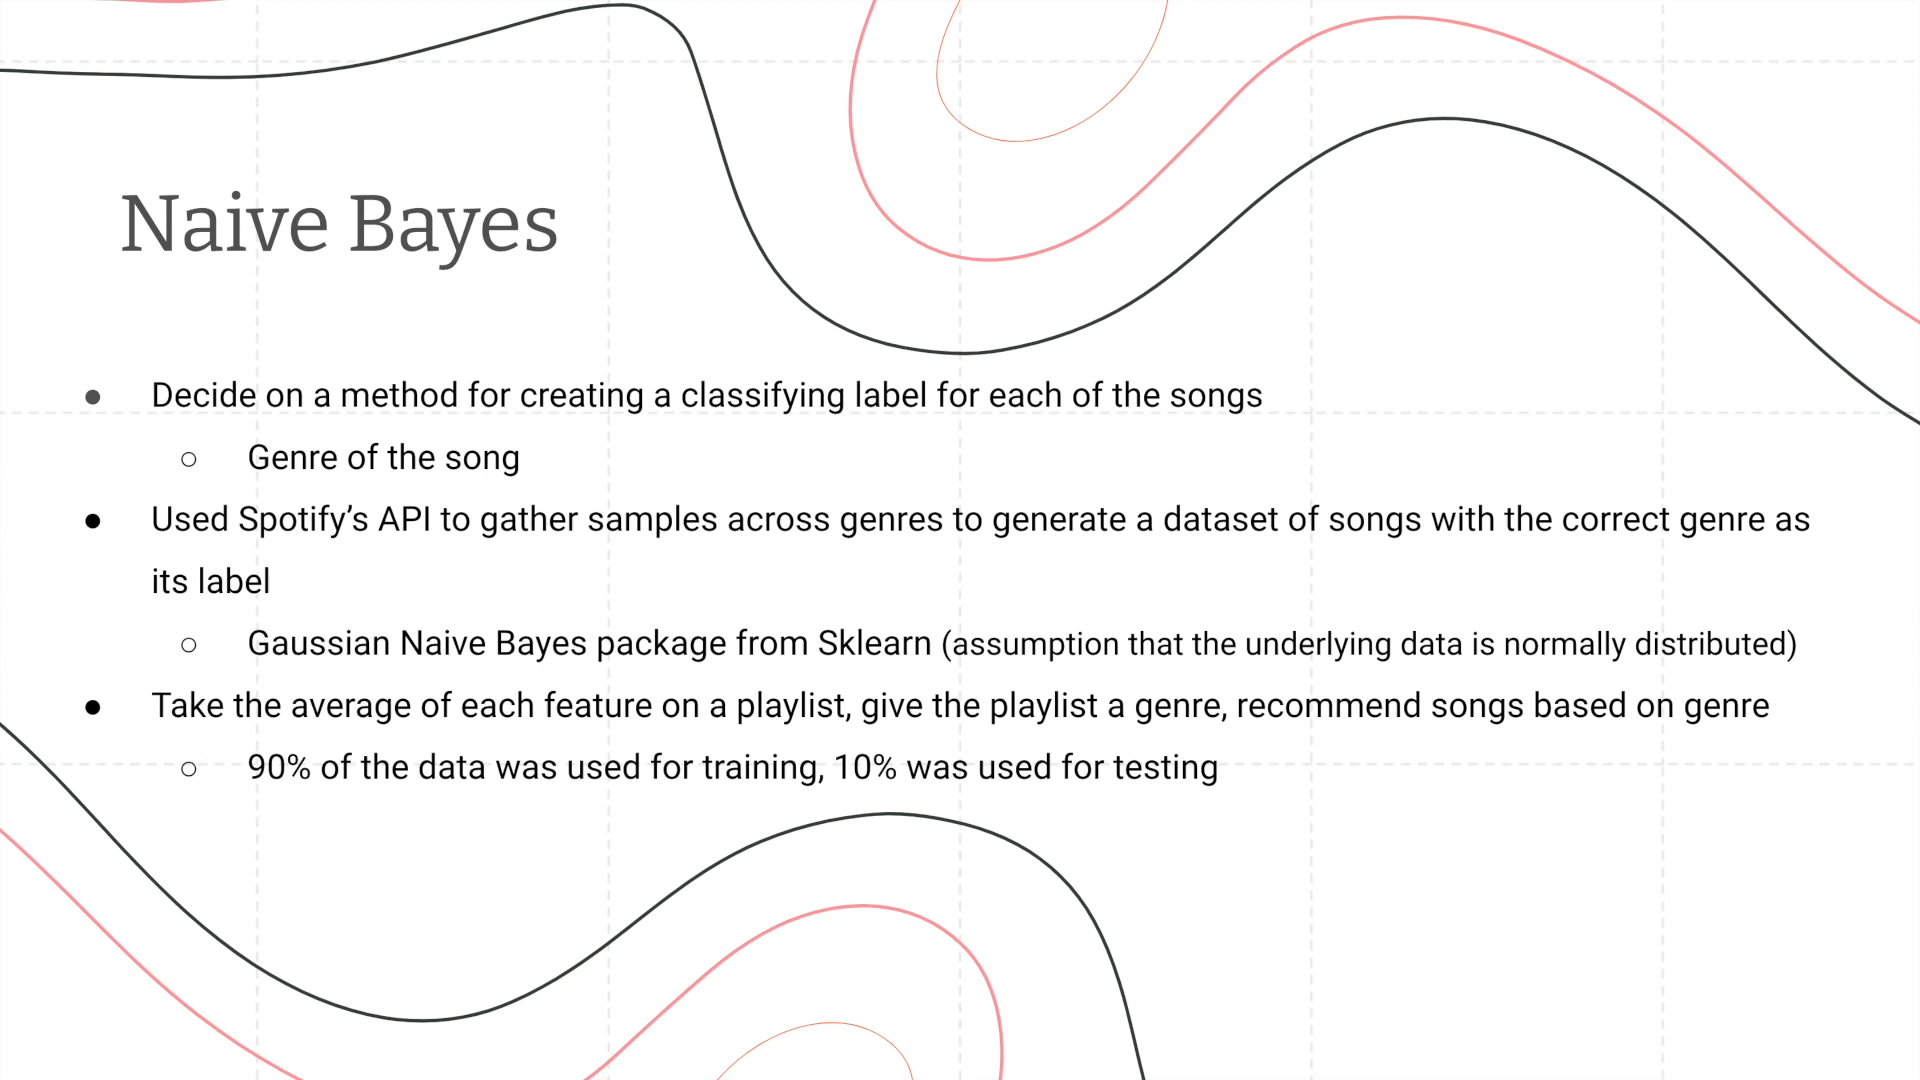 Naive Bayes
● Decide on a method for creating a classifying label for each of the songs
○ Genre of the song
● Used Spotify’s API to gather samples across genres to generate a dataset of songs with the correct genre as
its label
○ Gaussian Naive Bayes package from Sklearn (assumption that the underlying data is normally distributed)
● Take the average of each feature on a playlist, give the playlist a genre, recommend songs based on genre
○ 90% of the data was used for training, 10% was used for testing